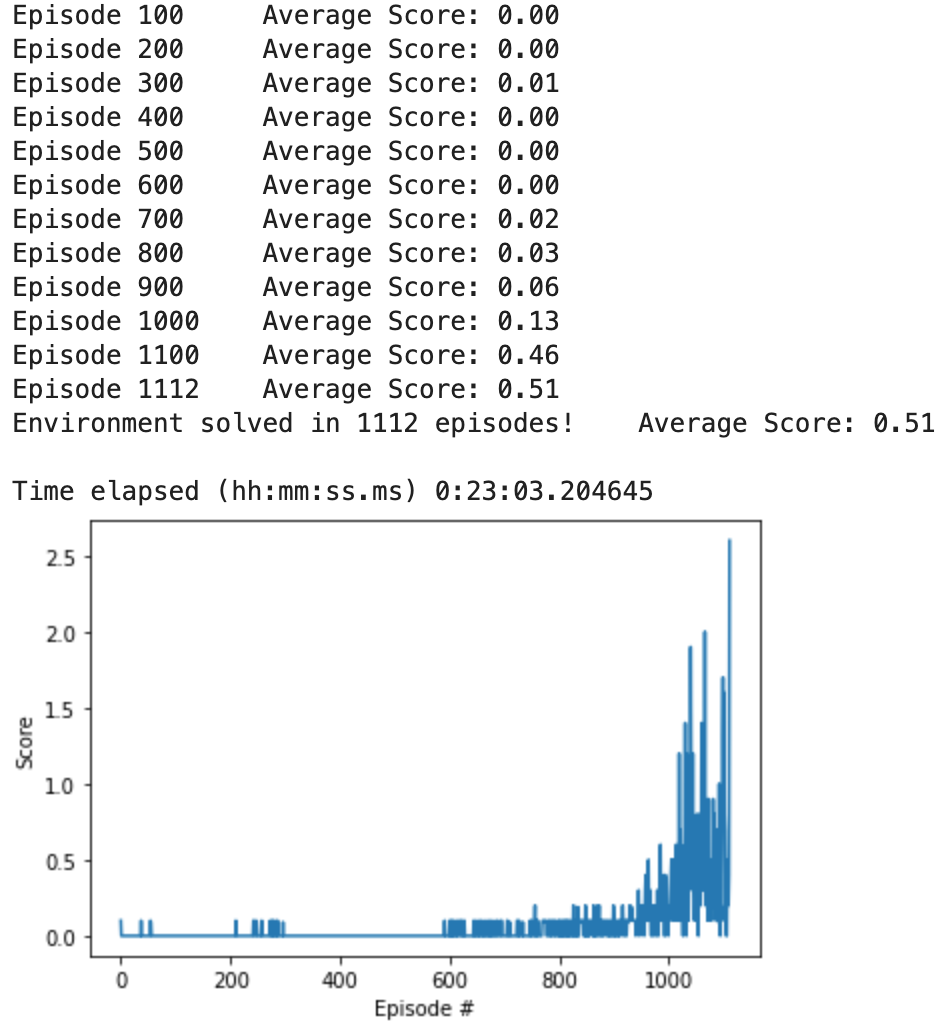 Episode 100 Average Score: 0.00
Episode 200 Average Score: 0.00
Episode 300 Average Score: 0.01
Episode 400 Average Score: 0.00
Episode 500 Average Score: 0.00
Episode 600 Average Score: 0.00
Episode 700 Average Score: 0.02
Episode 800 Average Score: 0.03
Episode 900 Average Score: 0.06
Episode 1000 Average Score: 0.13
Episode 1100 Average Score: 0.46
Episode 1112 Average Score: 0.51
Environment solved in 1112 episodes! Average Score: 0.51
Time elapsed (hh:mm:ss.ms) 0:23:03.204645
2.5
2.0
1.5
1.0
0.5
0.0
Score
0 200 400 600 800 1000
Episode #